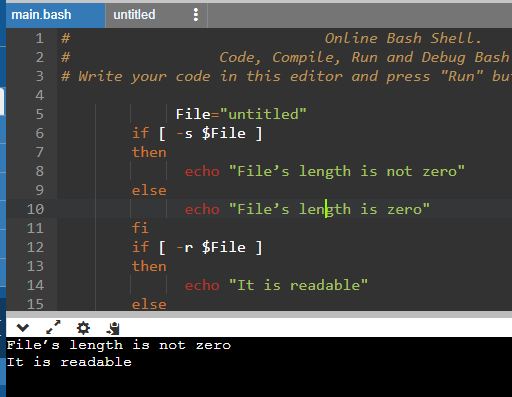 main.bash untitled
1 # Online Bash Shell.
2 # Code, Compile, Run and Debug Bash
3 # Write your code in this editor and press "Run" bu
4
5 File="untitled"
6 if [ -s $File ]
7 then
8 echo "File’s length is not zero"
9 else
10 echo "File’s length is zero"
11 fi
12 if [ -r $File ]
13 then
14 echo "It is readable"
15 else
File’s length is not zero
It is readable